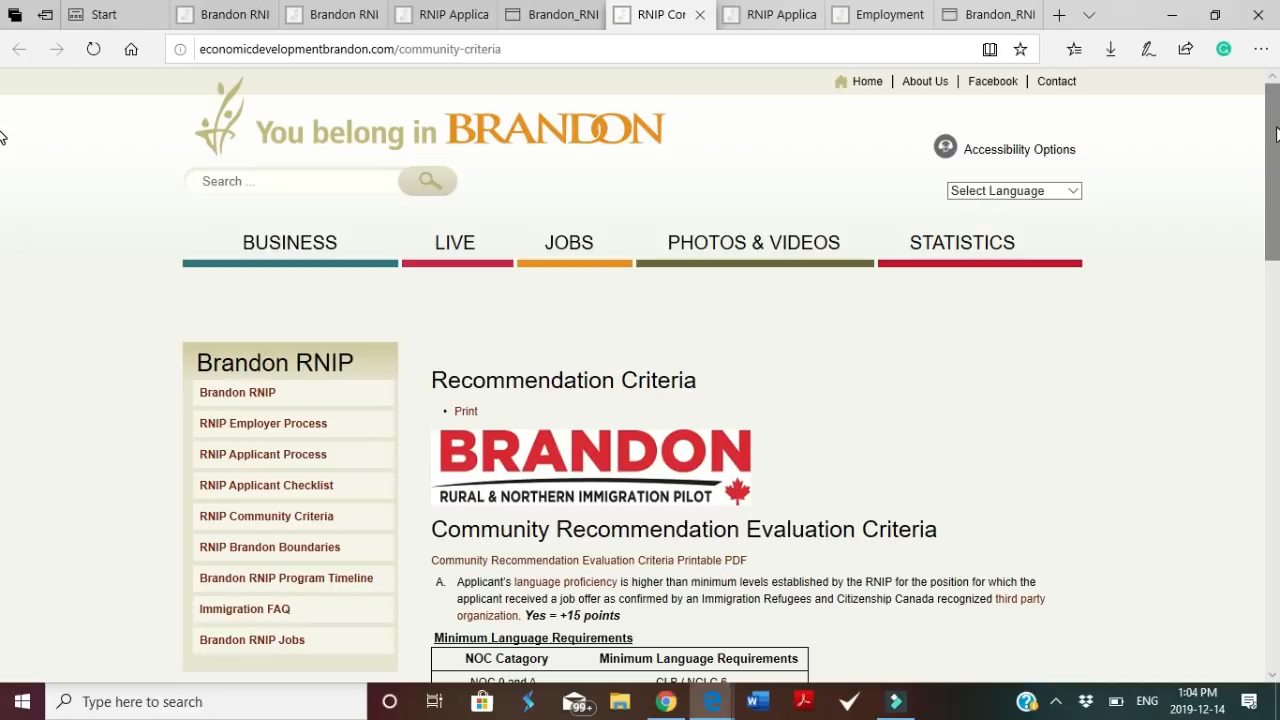 Start
Brandon RNI
Brandon RNI
RNIP Applica
Brandon_RNI
RNIP Cor
RNIP Applica
Employment
Brandon_RNI
economicdevelopmentbrandon.com/community-criteria
Home | About Us | Facebook | Contact
You belong in BRANDON
Accessibility Options
Search ...
Select Language
BUSINESS
LIVE
JOBS
PHOTOS & VIDEOS
STATISTICS
Brandon RNIP
Brandon RNIP
RNIP Employer Process
RNIP Applicant Process
RNIP Applicant Checklist
RNIP Community Criteria
RNIP Brandon Boundaries
Brandon RNIP Program Timeline
Immigration FAQ
Brandon RNIP Jobs
Recommendation Criteria
• Print
BRANDON
RURAL & NORTHERN IMMIGRATION PILOT
Community Recommendation Evaluation Criteria
Community Recommendation Evaluation Criteria Printable PDF
A. Applicant's language proficiency is higher than minimum levels established by the RNIP for the position for which the
applicant received a job offer as confirmed by an Immigration Refugees and Citizenship Canada recognized third party
organization. Yes = +15 points
Minimum Language Requirements
NOC Catagory Minimum Language Requirements
NOC 0 and A CLB / NCLC 6
Type here to search
99+
ENG
1:04 PM
2019-12-14